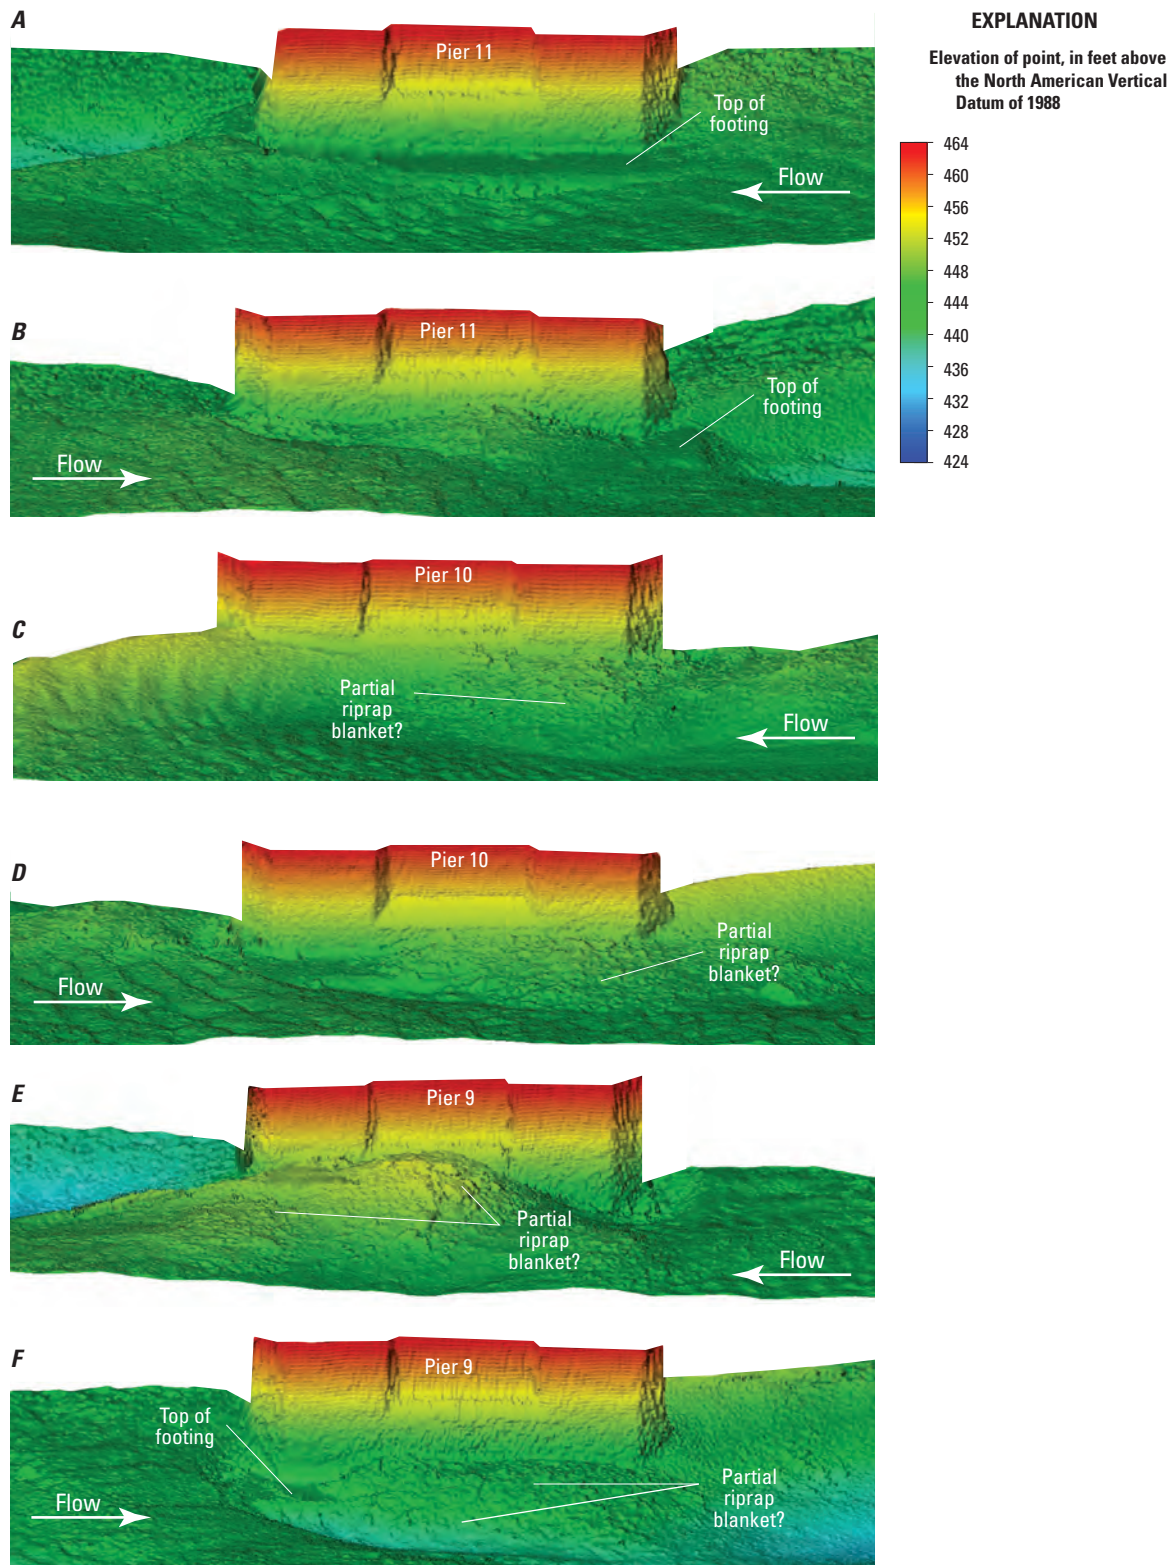 A
Pier 11
Top of
footing
Flow
EXPLANATION
Elevation of point, in feet above
the North American Vertical
Datum of 1988
464
460
456
452
448
444
440
436
432
428
424
B
Pier 11
Top of
footing
Flow
C
Pier 10
Partial
riprap
blanket?
Flow
D
Pier 10
Partial
riprap
blanket?
Flow
E
Pier 9
Partial
riprap
blanket?
Flow
F
Pier 9
Top of
footing
Partial
riprap
blanket?
Flow